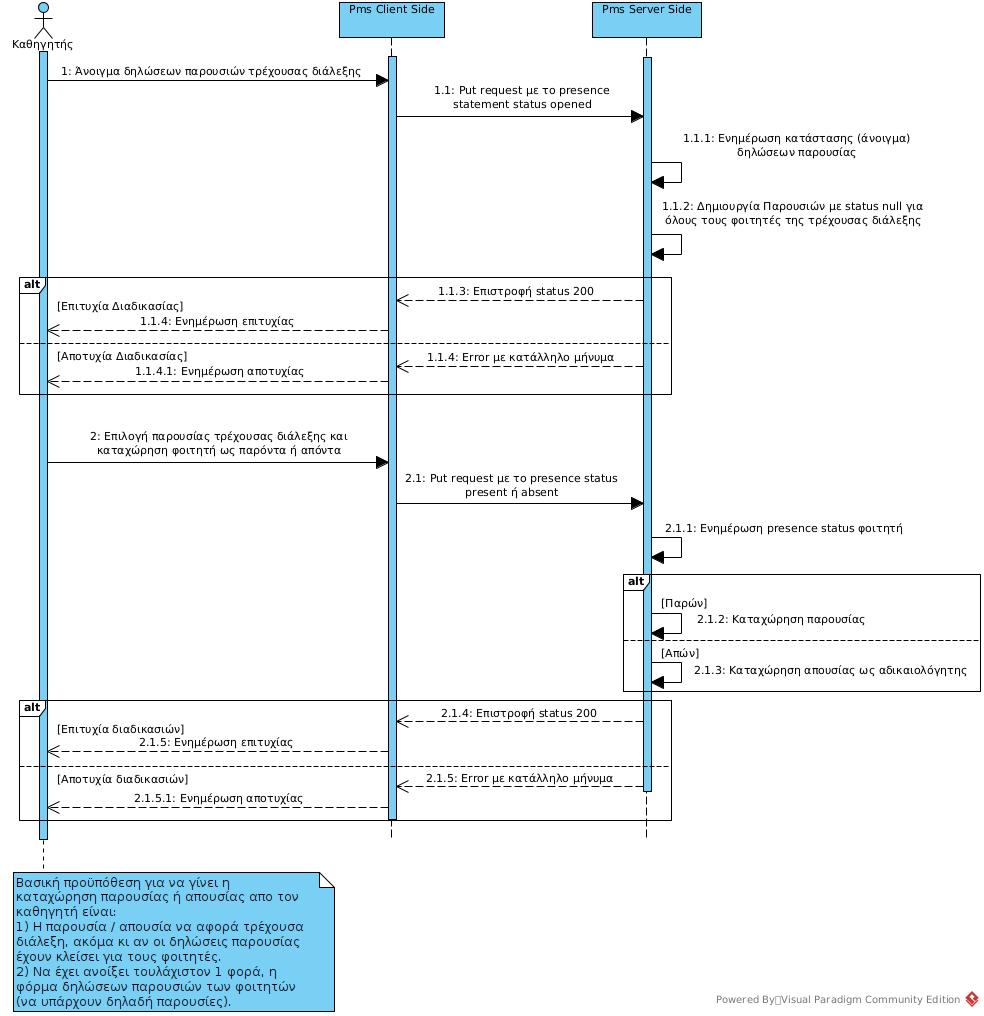 Pms Client Side
Pms Server Side
Καθηγητής
1: Άνοιγμα δηλώσεων παρουσιών τρέχουσας διάλεξης
1.1: Put request με το presence
statement status opened
1.1.1: Ενημέρωση κατάστασης (άνοιγμα)
δηλώσεων παρουσίας
1.1.2: Δημιουργία Παρουσιών με status null για
όλους τους φοιτητές της τρέχουσας διάλεξης
alt
1.1.3: Επιστροφή status 200
[Επιτυχία Διαδικασίας]
1.1.4: Ενημέρωση επιτυχίας
[Αποτυχία Διαδικασίας]
1.1.4: Error με κατάλληλο μήνυμα
1.1.4.1: Ενημέρωση αποτυχίας
2: Επιλογή παρουσίας τρέχουσας διάλεξης και
καταχώρηση φοιτητή ως παρόντα ή απόντα
2.1: Put request με το presence status
present ή absent
2.1.1: Ενημέρωση presence status φοιτητή
alt
[Παρών]
2.1.2: Καταχώρηση παρουσίας
[Απών]
2.1.3: Καταχώρηση απουσίας ως αδικαιολόγητης
alt
2.1.4: Επιστροφή status 200
[Επιτυχία διαδικασιών]
2.1.5: Ενημέρωση επιτυχίας
[Αποτυχία διαδικασιών]
2.1.5: Error με κατάλληλο μήνυμα
2.1.5.1: Ενημέρωση αποτυχίας
Βασική προϋπόθεση για να γίνει η
καταχώρηση παρουσίας ή απουσίας απο τον
καθηγητή είναι:
1) Η παρουσία / απουσία να αφορά τρέχουσα
διάλεξη, ακόμα κι αν οι δηλώσεις παρουσίας
έχουν κλείσει για τους φοιτητές.
2) Να έχει ανοίξει τουλάχιστον 1 φορά, η
φόρμα δηλώσεων παρουσιών των φοιτητών
(να υπάρχουν δηλαδή παρουσίες).
Powered By Visual Paradigm Community Edition